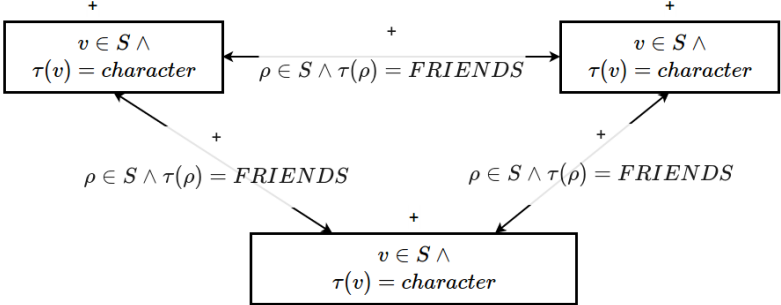 +
+
v ∈ S ∧
τ(v) = character
+
v ∈ S ∧
τ(v) = character
ρ ∈ S ∧ τ(ρ) = FRIENDS
+
+
ρ ∈ S ∧ τ(ρ) = FRIENDS
ρ ∈ S ∧ τ(ρ) = FRIENDS
+
v ∈ S ∧
τ(v) = character